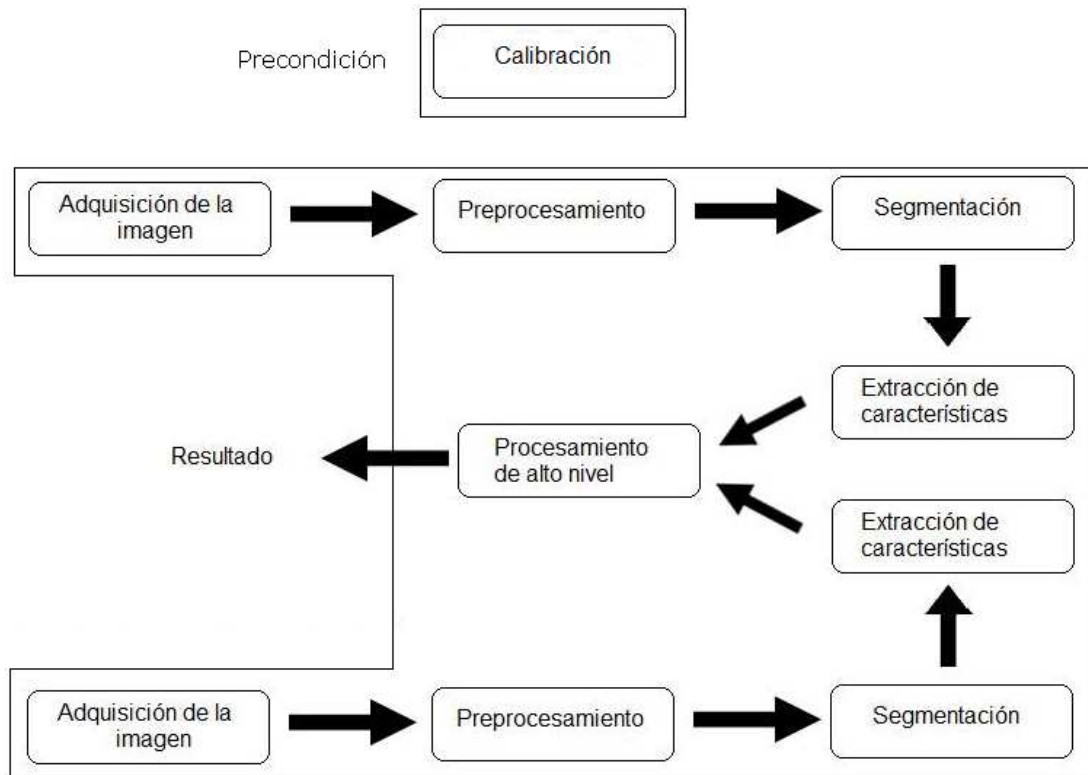 Precondición
Calibración
Adquisición de la
imagen
Preprocesamiento
Segmentación
Extracción de
características
Procesamiento
de alto nivel
Resultado
Extracción de
características
Adquisición de la
imagen
Preprocesamiento
Segmentación